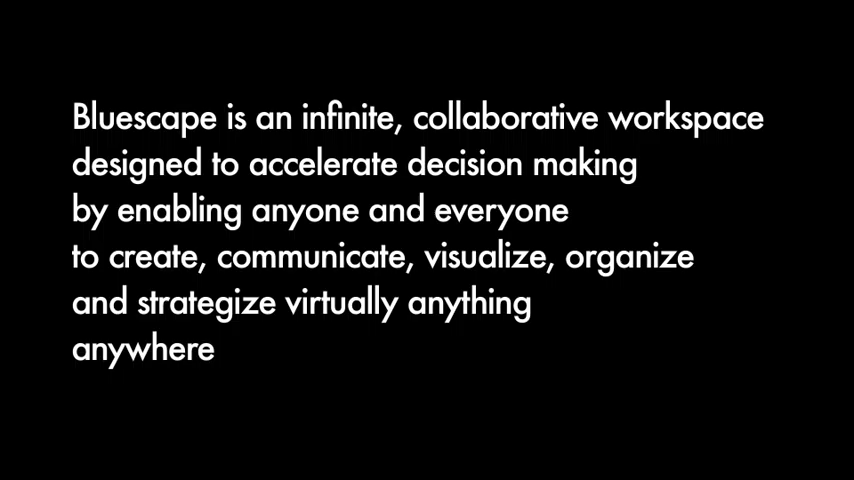 Bluescape is an infinite, collaborative workspace
designed to accelerate decision making
by enabling anyone and everyone
to create, communicate, visualize, organize
and strategize virtually anything
anywhere